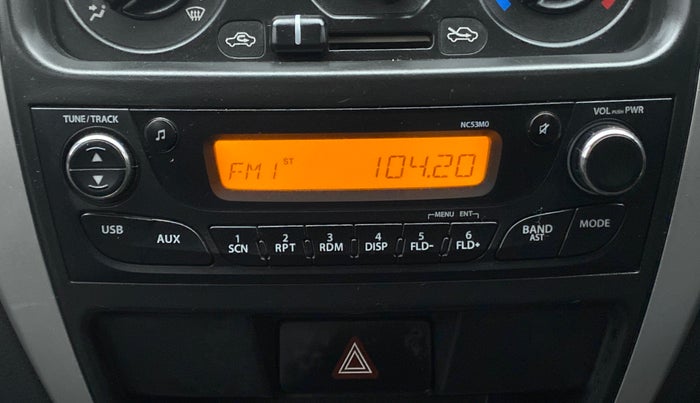 TUNE/TRACK
NC53M0
VOL PUSH PWR
FM1 ST 104.20
MENU ENT
USB
AUX
1 SCN
2 RPT
3 RDM
4 DISP
5 FLD-
6 FLD+
BAND AST
MODE